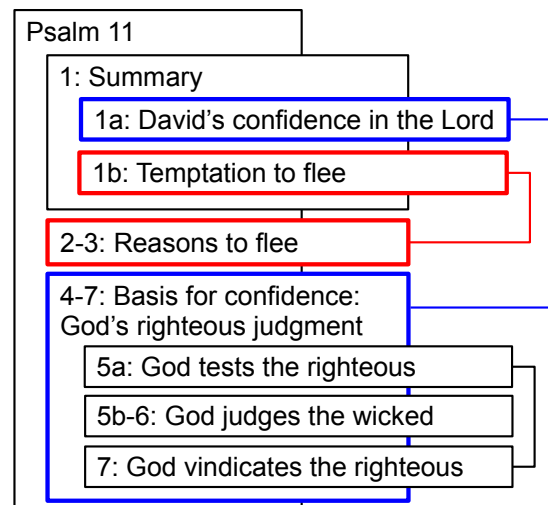 Psalm 11
1: Summary
1a: David’s confidence in the Lord
1b: Temptation to flee
2-3: Reasons to flee
4-7: Basis for confidence:
God’s righteous judgment
5a: God tests the righteous
5b-6: God judges the wicked
7: God vindicates the righteous